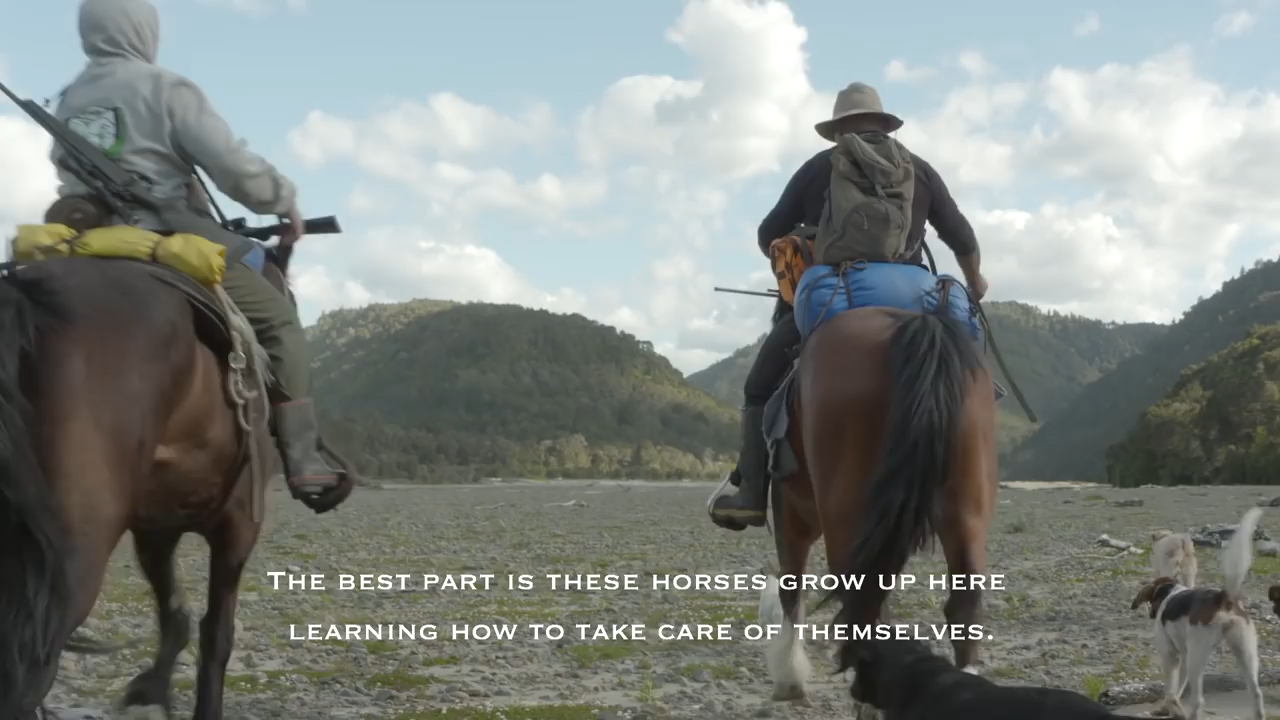 The best part is these horses grow up here
learning how to take care of themselves.